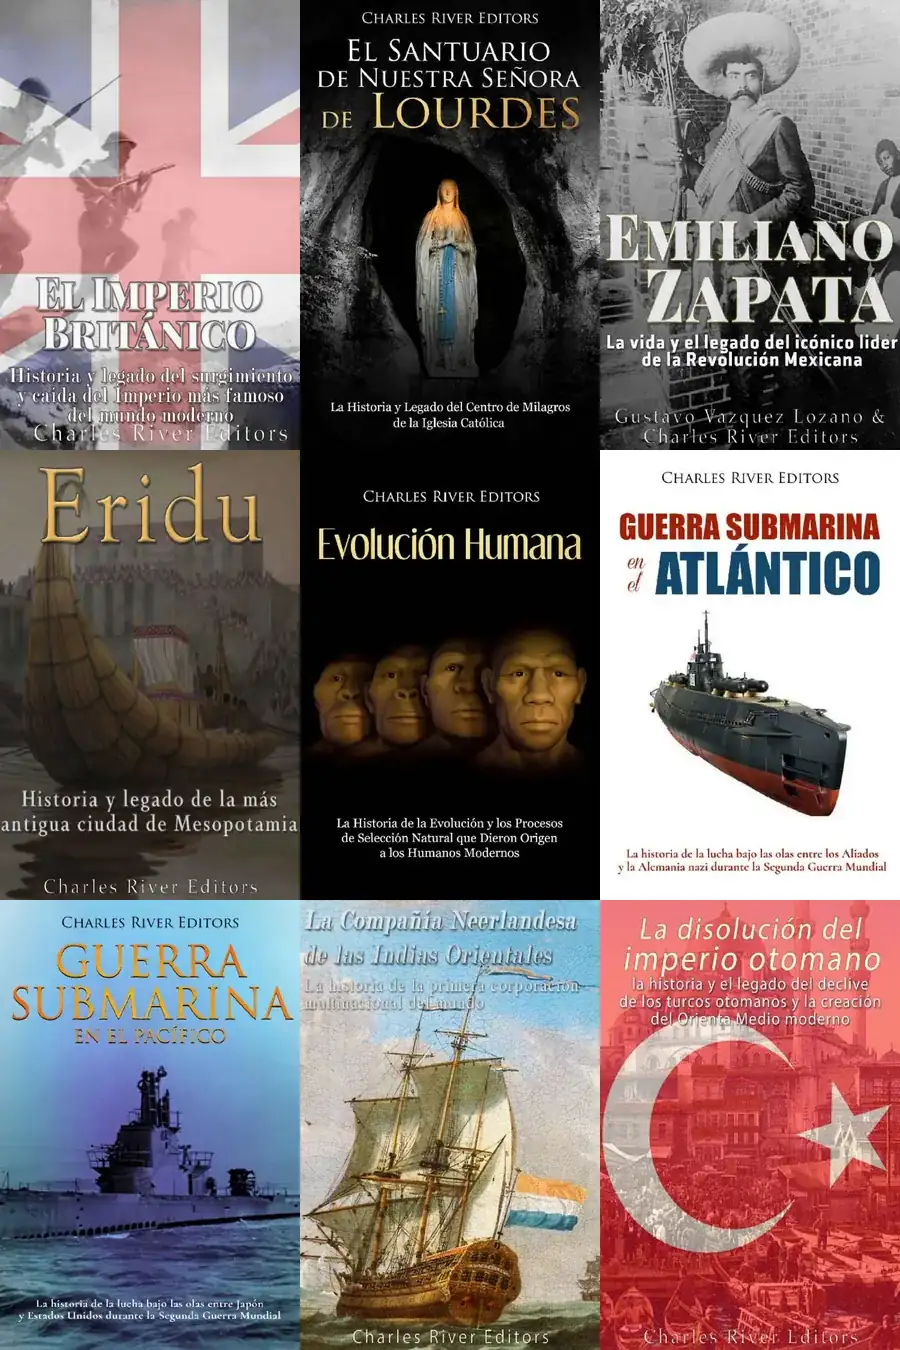 El Imperio
Británico
Historia y legado del surgimiento
y caída del Imperio más famoso
del mundo moderno
Charles River Editors
Charles River Editors
El Santuario
de Nuestra Señora
de Lourdes
La Historia y Legado del Centro de Milagros
de la Iglesia Católica
Emiliano
Zapata
La vida y el legado del icónico lider
de la Revolución Mexicana
Gustavo Vazquez Lozano &
Charles River Editors
Eridu
Historia y legado de la más
antigua ciudad de Mesopotamia
Charles River Editors
Charles River Editors
Evolución Humana
La Historia de la Evolución y los Procesos
de Selección Natural que Dieron Origen
a los Humanos Modernos
Charles River Editors
GUERRA SUBMARINA
en el ATLÁNTICO
La historia de la lucha bajo las olas entre los Aliados
y la Alemania nazi durante la Segunda Guerra Mundial
Charles River Editors
GUERRA
SUBMARINA
EN EL PACÍFICO
La historia de la lucha bajo las olas entre Japón
y Estados Unidos durante la Segunda Guerra Mundial
La Compañía Neerlandesa
de las Indias Orientales
La historia de la primera corporación
multinacional del mundo
Charles River Editors
La disolución del
imperio otomano
la historia y el legado del declive
de los turcos otomanos y la creación
del Orienta Medio moderno
Charles River Editors